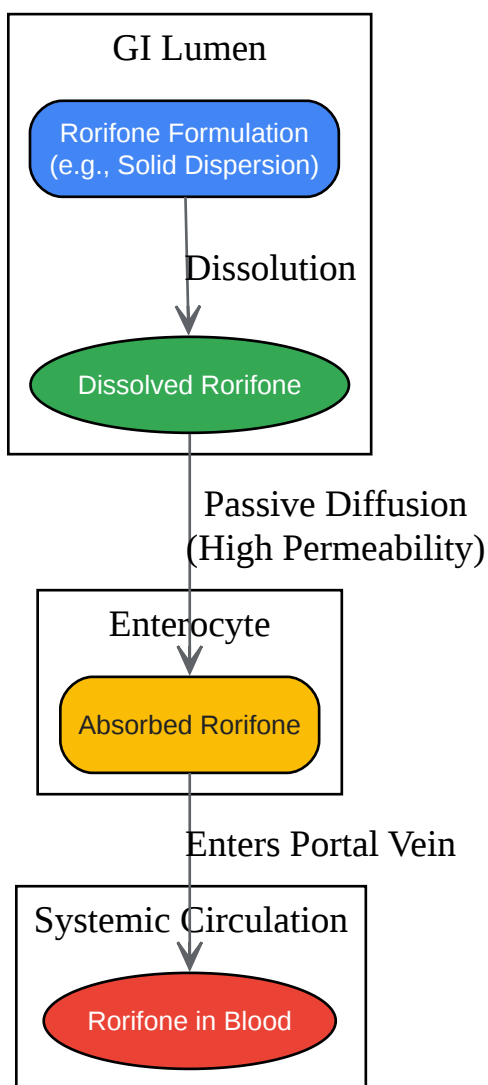 GI Lumen
Rorifone Formulation
(e.g., Solid Dispersion)
Dissolution
Dissolved Rorifone
Passive Diffusion
(High Permeability)
Enterocyte
Absorbed Rorifone
Enters Portal Vein
Systemic Circulation
Rorifone in Blood